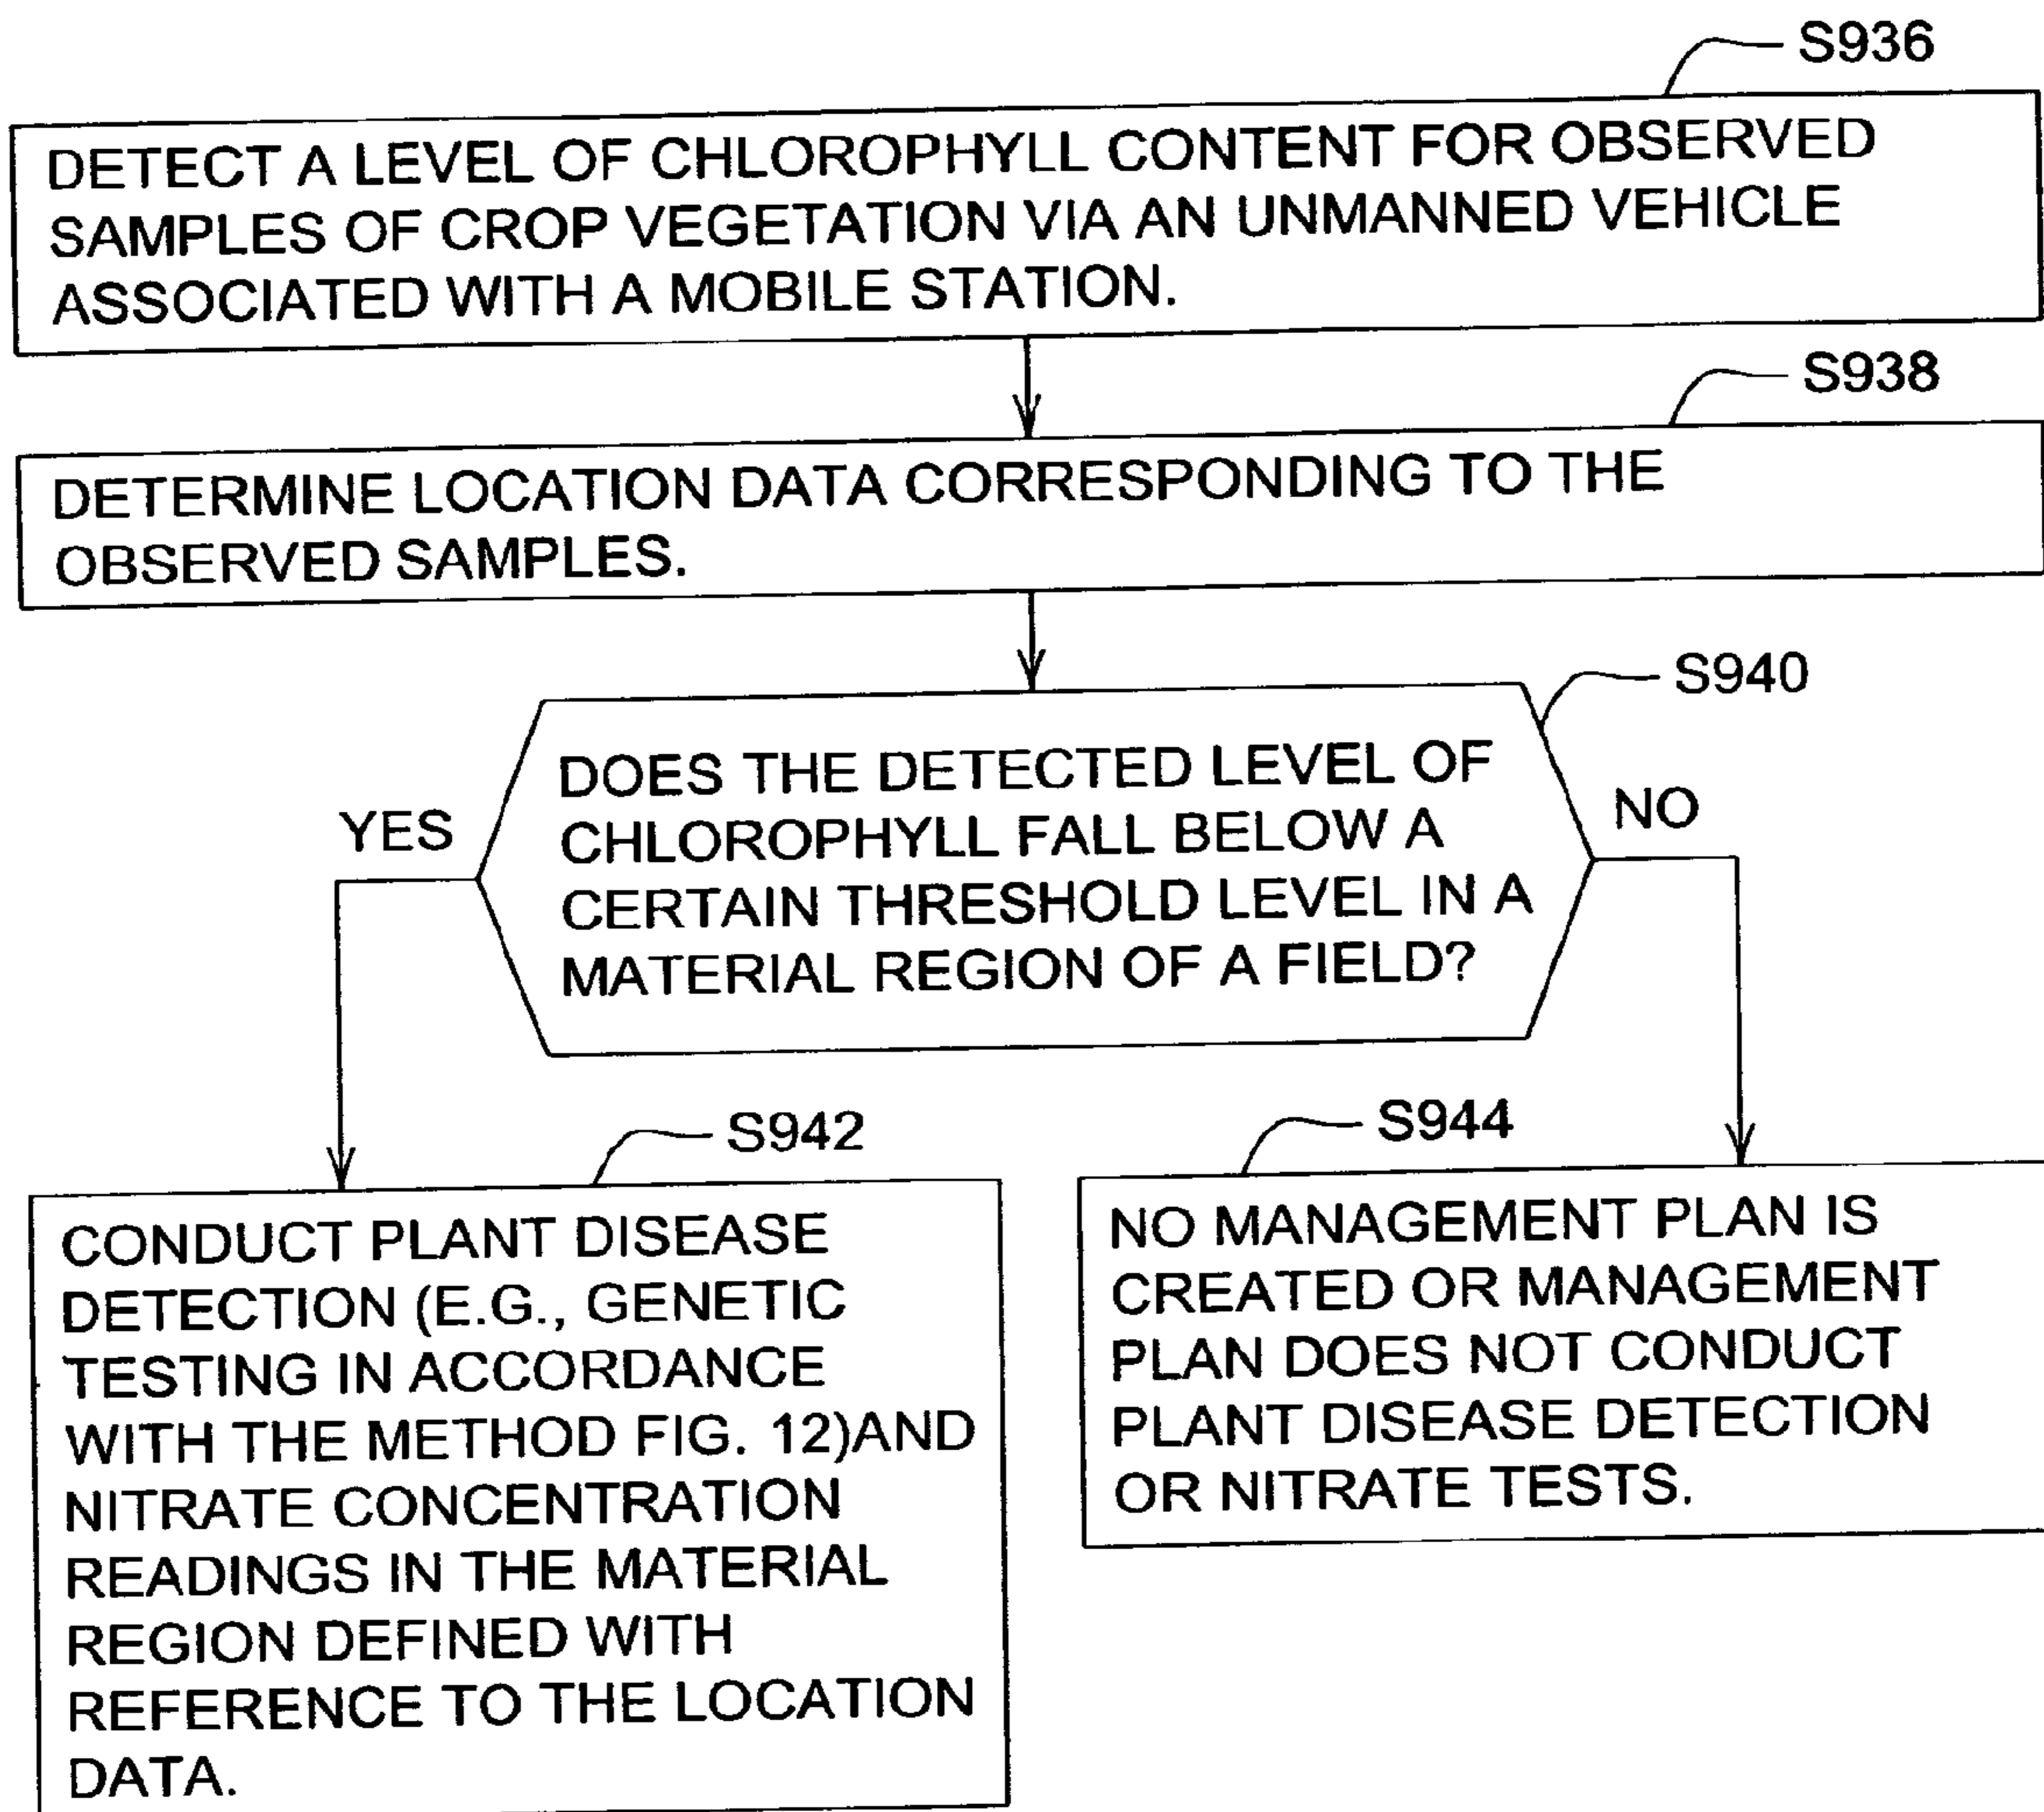 S936
DETECT A LEVEL OF CHLOROPHYLL CONTENT FOR OBSERVED
SAMPLES OF CROP VEGETATION VIA AN UNMANNED VEHICLE
ASSOCIATED WITH A MOBILE STATION.
S938
DETERMINE LOCATION DATA CORRESPONDING TO THE
OBSERVED SAMPLES.
S940
DOES THE DETECTED LEVEL OF
CHLOROPHYLL FALL BELOW A
CERTAIN THRESHOLD LEVEL IN A
MATERIAL REGION OF A FIELD?
YES
NO
S942
CONDUCT PLANT DISEASE
DETECTION (E.G., GENETIC
TESTING IN ACCORDANCE
WITH THE METHOD FIG. 12)AND
NITRATE CONCENTRATION
READINGS IN THE MATERIAL
REGION DEFINED WITH
REFERENCE TO THE LOCATION
DATA.
S944
NO MANAGEMENT PLAN IS
CREATED OR MANAGEMENT
PLAN DOES NOT CONDUCT
PLANT DISEASE DETECTION
OR NITRATE TESTS.